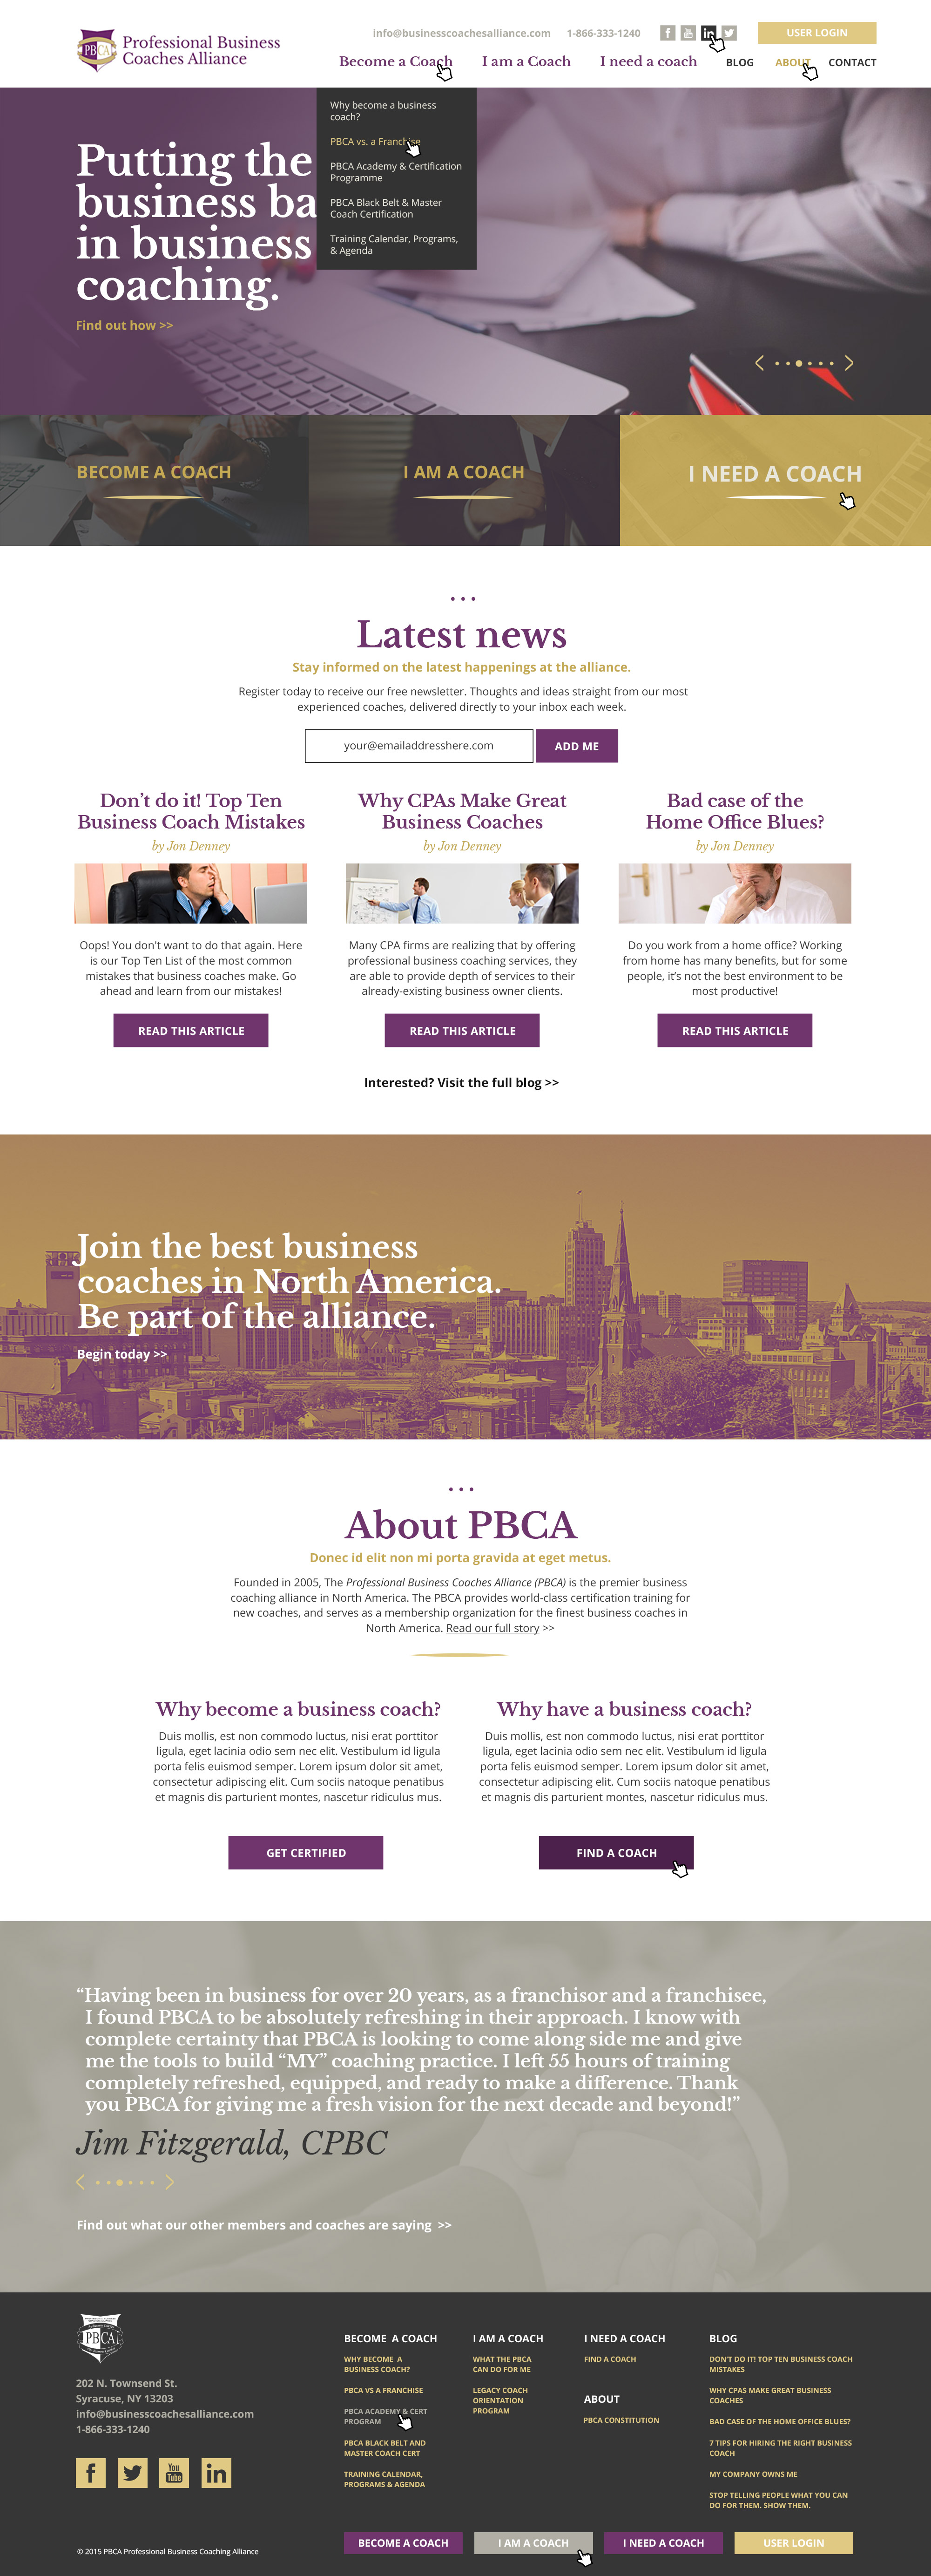 PBCA
Professional Business
Coaches Alliance
info@businesscoachesalliance.com 1-866-333-1240
USER LOGIN
Become a Coach I am a Coach I need a coach BLOG ABOUT CONTACT
Why become a business
coach?
PBCA vs. a Franchise
PBCA Academy & Certification
Programme
PBCA Black Belt & Master
Coach Certification
Training Calendar, Programs,
& Agenda
Putting the
business ba
in business
coaching.
Find out how >>
BECOME A COACH
I AM A COACH
I NEED A COACH
Latest news
Stay informed on the latest happenings at the alliance.
Register today to receive our free newsletter. Thoughts and ideas straight from our most
experienced coaches, delivered directly to your inbox each week.
your@emailaddresshere.com
ADD ME
Don’t do it! Top Ten
Business Coach Mistakes
by Jon Denney
Oops! You don't want to do that again. Here
is our Top Ten List of the most common
mistakes that business coaches make. Go
ahead and learn from our mistakes!
READ THIS ARTICLE
Why CPAs Make Great
Business Coaches
by Jon Denney
Many CPA firms are realizing that by offering
professional business coaching services, they
are able to provide depth of services to their
already-existing business owner clients.
READ THIS ARTICLE
Bad case of the
Home Office Blues?
by Jon Denney
Do you work from a home office? Working
from home has many benefits, but for some
people, it’s not the best environment to be
most productive!
READ THIS ARTICLE
Interested? Visit the full blog >>
Join the best business
coaches in North America.
Be part of the alliance.
Begin today >>
About PBCA
Donec id elit non mi porta gravida at eget metus.
Founded in 2005, The Professional Business Coaches Alliance (PBCA) is the premier business
coaching alliance in North America. The PBCA provides world-class certification training for
new coaches, and serves as a membership organization for the finest business coaches in
North America. Read our full story >>
Why become a business coach?
Duis mollis, est non commodo luctus, nisi erat porttitor
ligula, eget lacinia odio sem nec elit. Vestibulum id ligula
porta felis euismod semper. Lorem ipsum dolor sit amet,
consectetur adipiscing elit. Cum sociis natoque penatibus
et magnis dis parturient montes, nascetur ridiculus mus.
GET CERTIFIED
Why have a business coach?
Duis mollis, est non commodo luctus, nisi erat porttitor
ligula, eget lacinia odio sem nec elit. Vestibulum id ligula
porta felis euismod semper. Lorem ipsum dolor sit amet,
consectetur adipiscing elit. Cum sociis natoque penatibus
et magnis dis parturient montes, nascetur ridiculus mus.
FIND A COACH
“Having been in business for over 20 years, as a franchisor and a franchisee,
I found PBCA to be absolutely refreshing in their approach. I know with
complete certainty that PBCA is looking to come along side me and give
me the tools to build “MY” coaching practice. I left 55 hours of training
completely refreshed, equipped, and ready to make a difference. Thank
you PBCA for giving me a fresh vision for the next decade and beyond!”
Jim Fitzgerald, CPBC
Find out what our other members and coaches are saying >>
PBCA
202 N. Townsend St.
Syracuse, NY 13203
info@businesscoachesalliance.com
1-866-333-1240
You
Tube
BECOME A COACH
WHY BECOME A
BUSINESS COACH?
PBCA VS A FRANCHISE
PBCA ACADEMY & CERT
PROGRAM
PBCA BLACK BELT AND
MASTER COACH CERT
TRAINING CALENDAR,
PROGRAMS & AGENDA
I AM A COACH
WHAT THE PBCA
CAN DO FOR ME
LEGACY COACH
ORIENTATION
PROGRAM
I NEED A COACH
FIND A COACH
ABOUT
PBCA CONSTITUTION
BLOG
DON’T DO IT! TOP TEN BUSINESS COACH
MISTAKES
WHY CPAS MAKE GREAT BUSINESS
COACHES
BAD CASE OF THE HOME OFFICE BLUES?
7 TIPS FOR HIRING THE RIGHT BUSINESS
COACH
MY COMPANY OWNS ME
STOP TELLING PEOPLE WHAT YOU CAN
DO FOR THEM. SHOW THEM.
© 2015 PBCA Professional Business Coaching Alliance
BECOME A COACH
I AM A COACH
I NEED A COACH
USER LOGIN